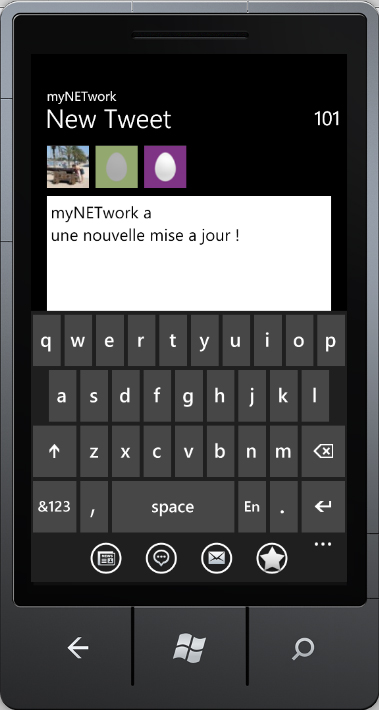 myNETwork
New Tweet
101
myNETwork a
une nouvelle mise a jour !
q w e r t y u i o p
a s d f g h j k l
z x c v b n m
&123 , space En . 
...